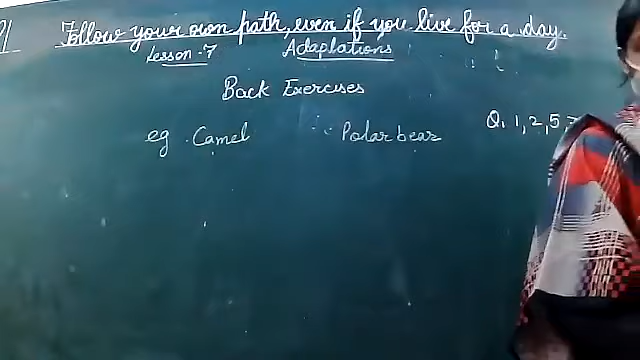 Follow your own path, even if you live for a day.
Lesson-7 Adaptations
Back Exercises
Q. 1, 2, 5,
eg. Camel Polar bear